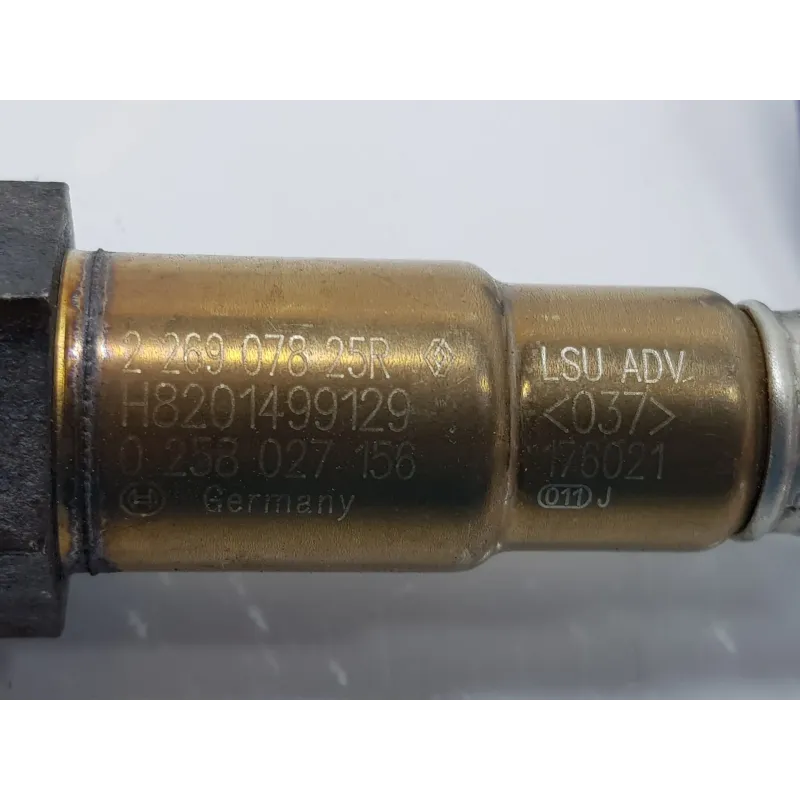 2 269 078 25R
H8201499129
0 258 027 156
Germany
LSU ADV
<037>
176021
011 J